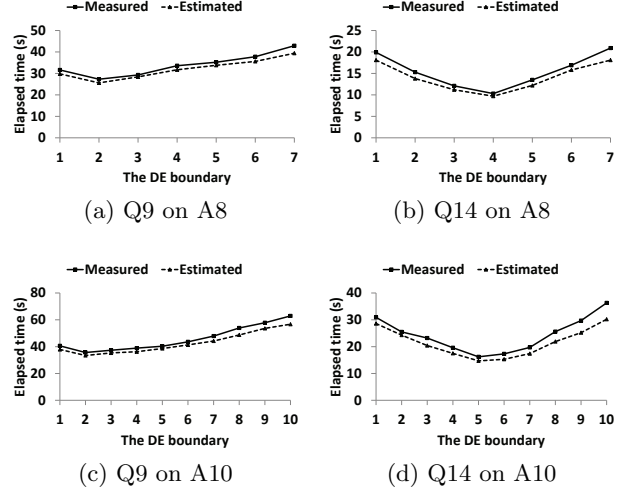 Measured Estimated
Elapsed time (s)
50
40
30
20
10
0
1 2 3 4 5 6 7
The DE boundary
(a) Q9 on A8
Measured Estimated
Elapsed time (s)
25
20
15
10
5
0
1 2 3 4 5 6 7
The DE boundary
(b) Q14 on A8
Measured Estimated
Elapsed time (s)
80
60
40
20
0
1 2 3 4 5 6 7 8 9 10
The DE boundary
(c) Q9 on A10
Measured Estimated
Elapsed time (s)
40
30
20
10
0
1 2 3 4 5 6 7 8 9 10
The DE boundary
(d) Q14 on A10